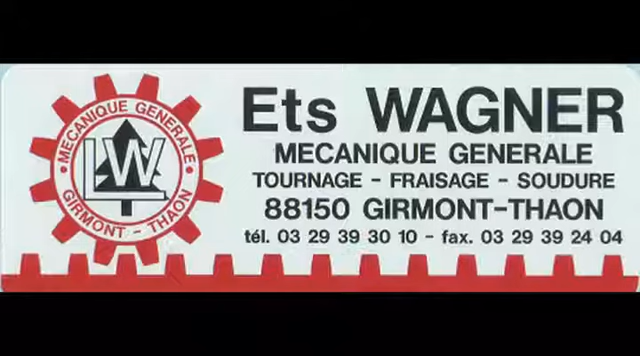 MECANIQUE GENERALE
LW
GIRMONT - THAON
Ets WAGNER
MECANIQUE GENERALE
TOURNAGE - FRAISAGE - SOUDURE
88150 GIRMONT-THAON
tél. 03 29 39 30 10 - fax. 03 29 39 24 04